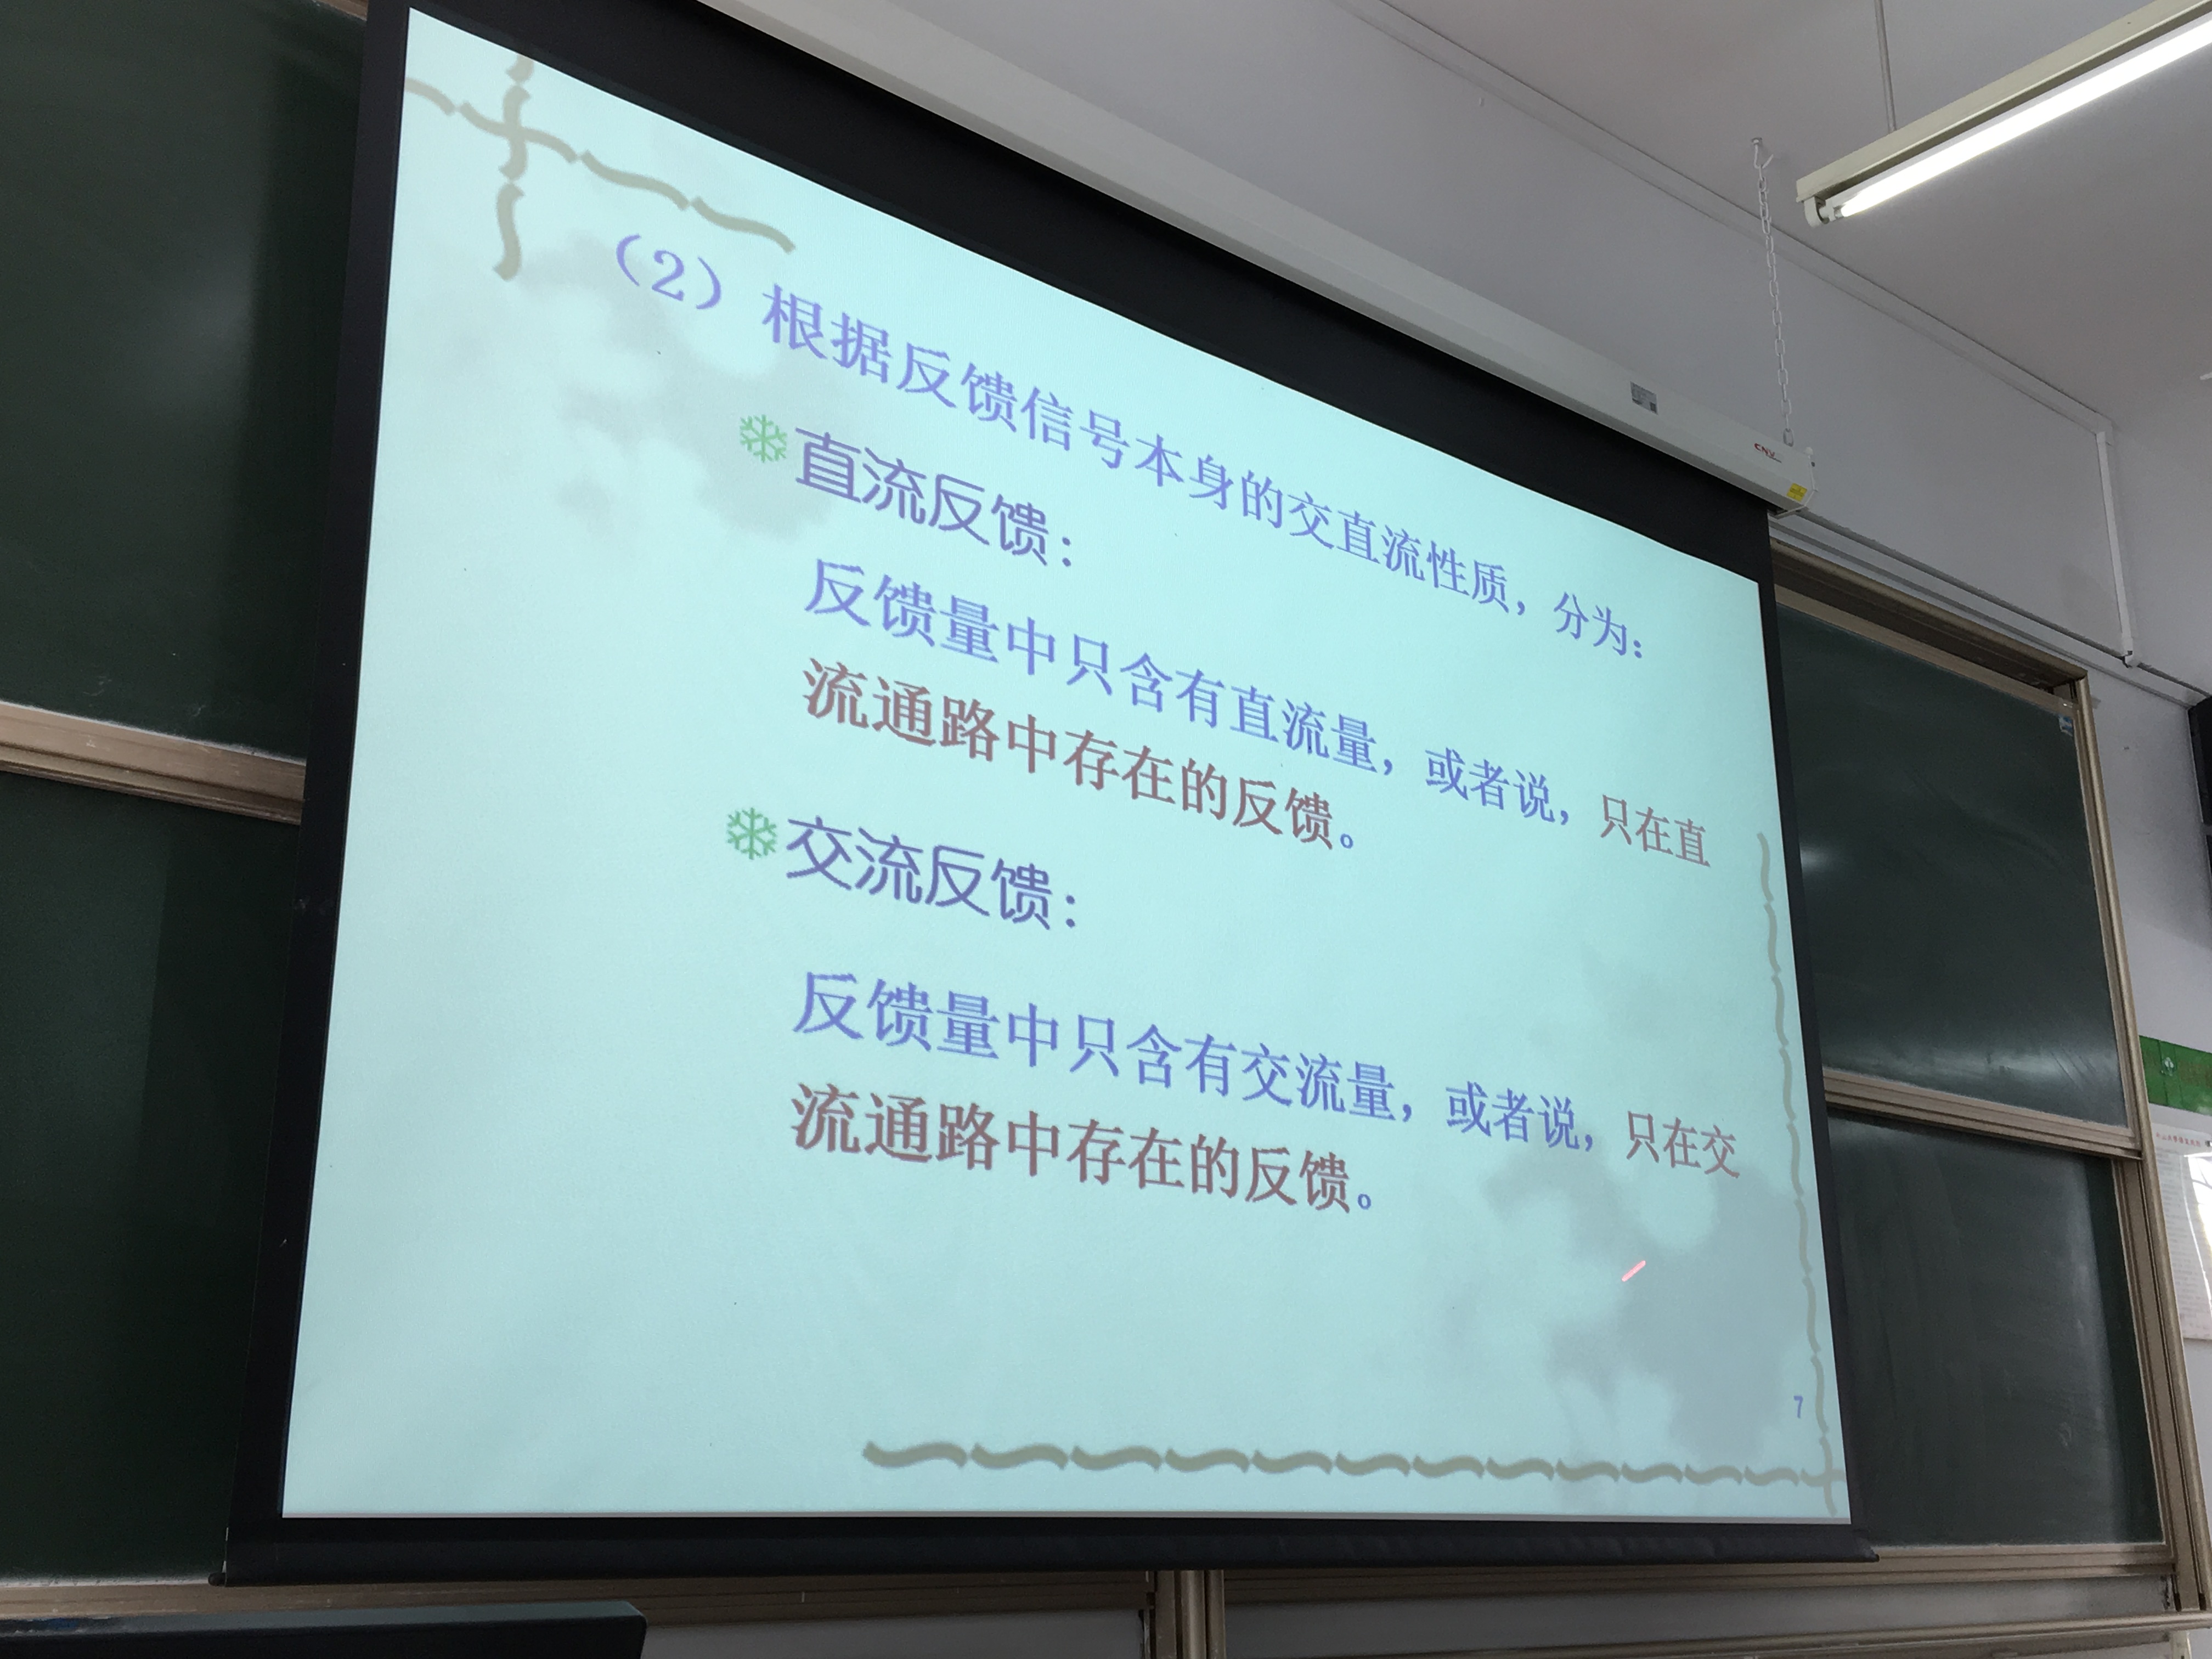 （2）根据反馈信号本身的交直流性质，分为：
直流反馈：
反馈量中只含有直流量，或者说，只在直
流通路中存在的反馈。
交流反馈：
反馈量中只含有交流量，或者说，只在交
流通路中存在的反馈。
7